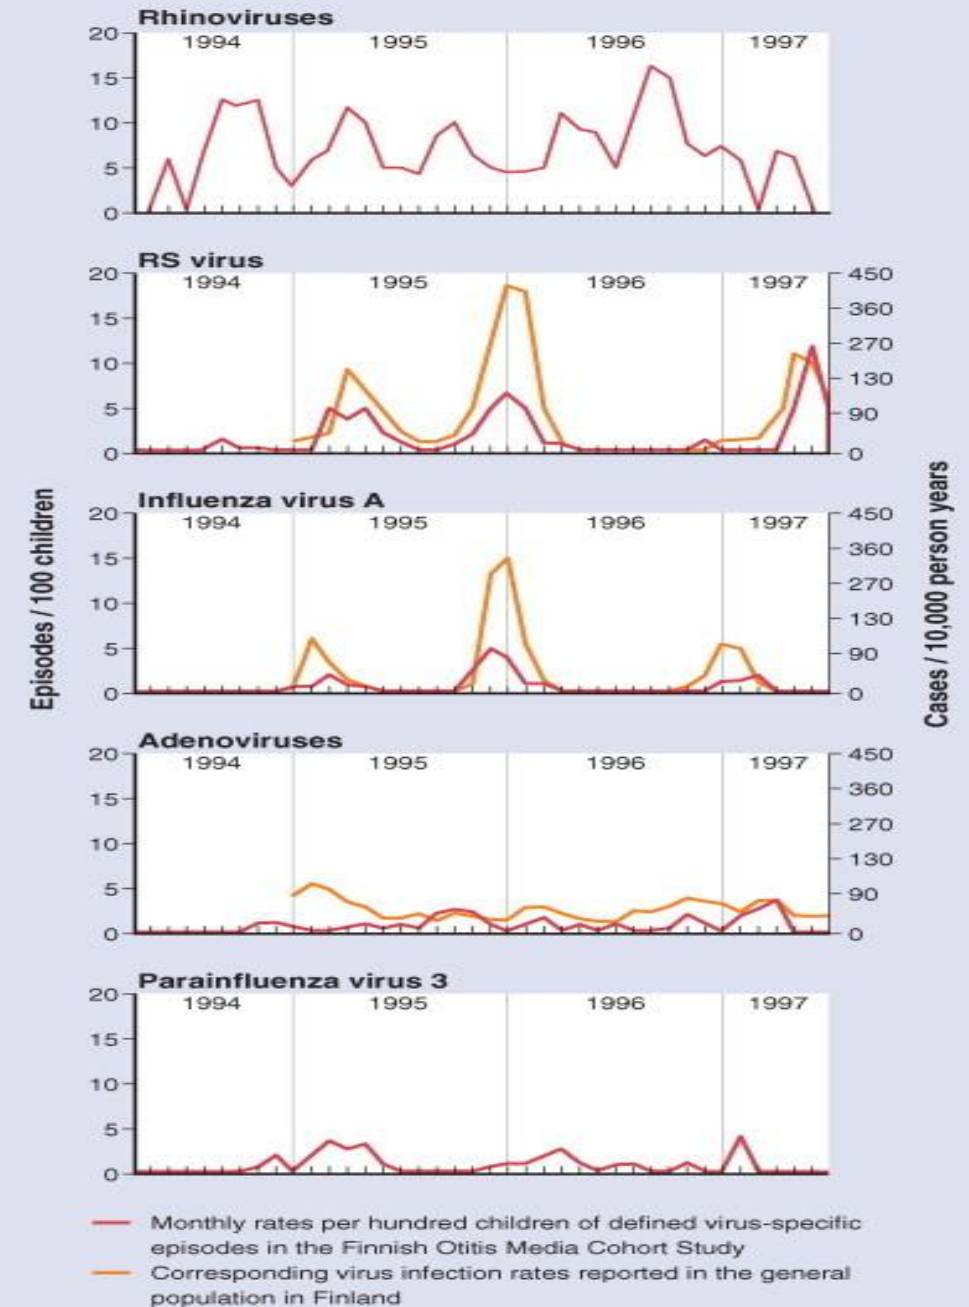 Rhinoviruses
20 1994 1995 1996 1997
15
10
5
0
RS virus
20 1994 1995 1996 1997 450
15 360
10 270
130
5 90
0 0
Influenza virus A
20 1994 1995 1996 1997 450
15 360
10 270
130
5 90
0 0
Episodes / 100 children
Cases / 10,000 person years
Adenoviruses
20 1994 1995 1996 1997 450
15 360
10 270
130
5 90
0 0
Parainfluenza virus 3
20 1994 1995 1996 1997
15
10
5
0
Monthly rates per hundred children of defined virus-specific
episodes in the Finnish Otitis Media Cohort Study
Corresponding virus infection rates reported in the general
population in Finland